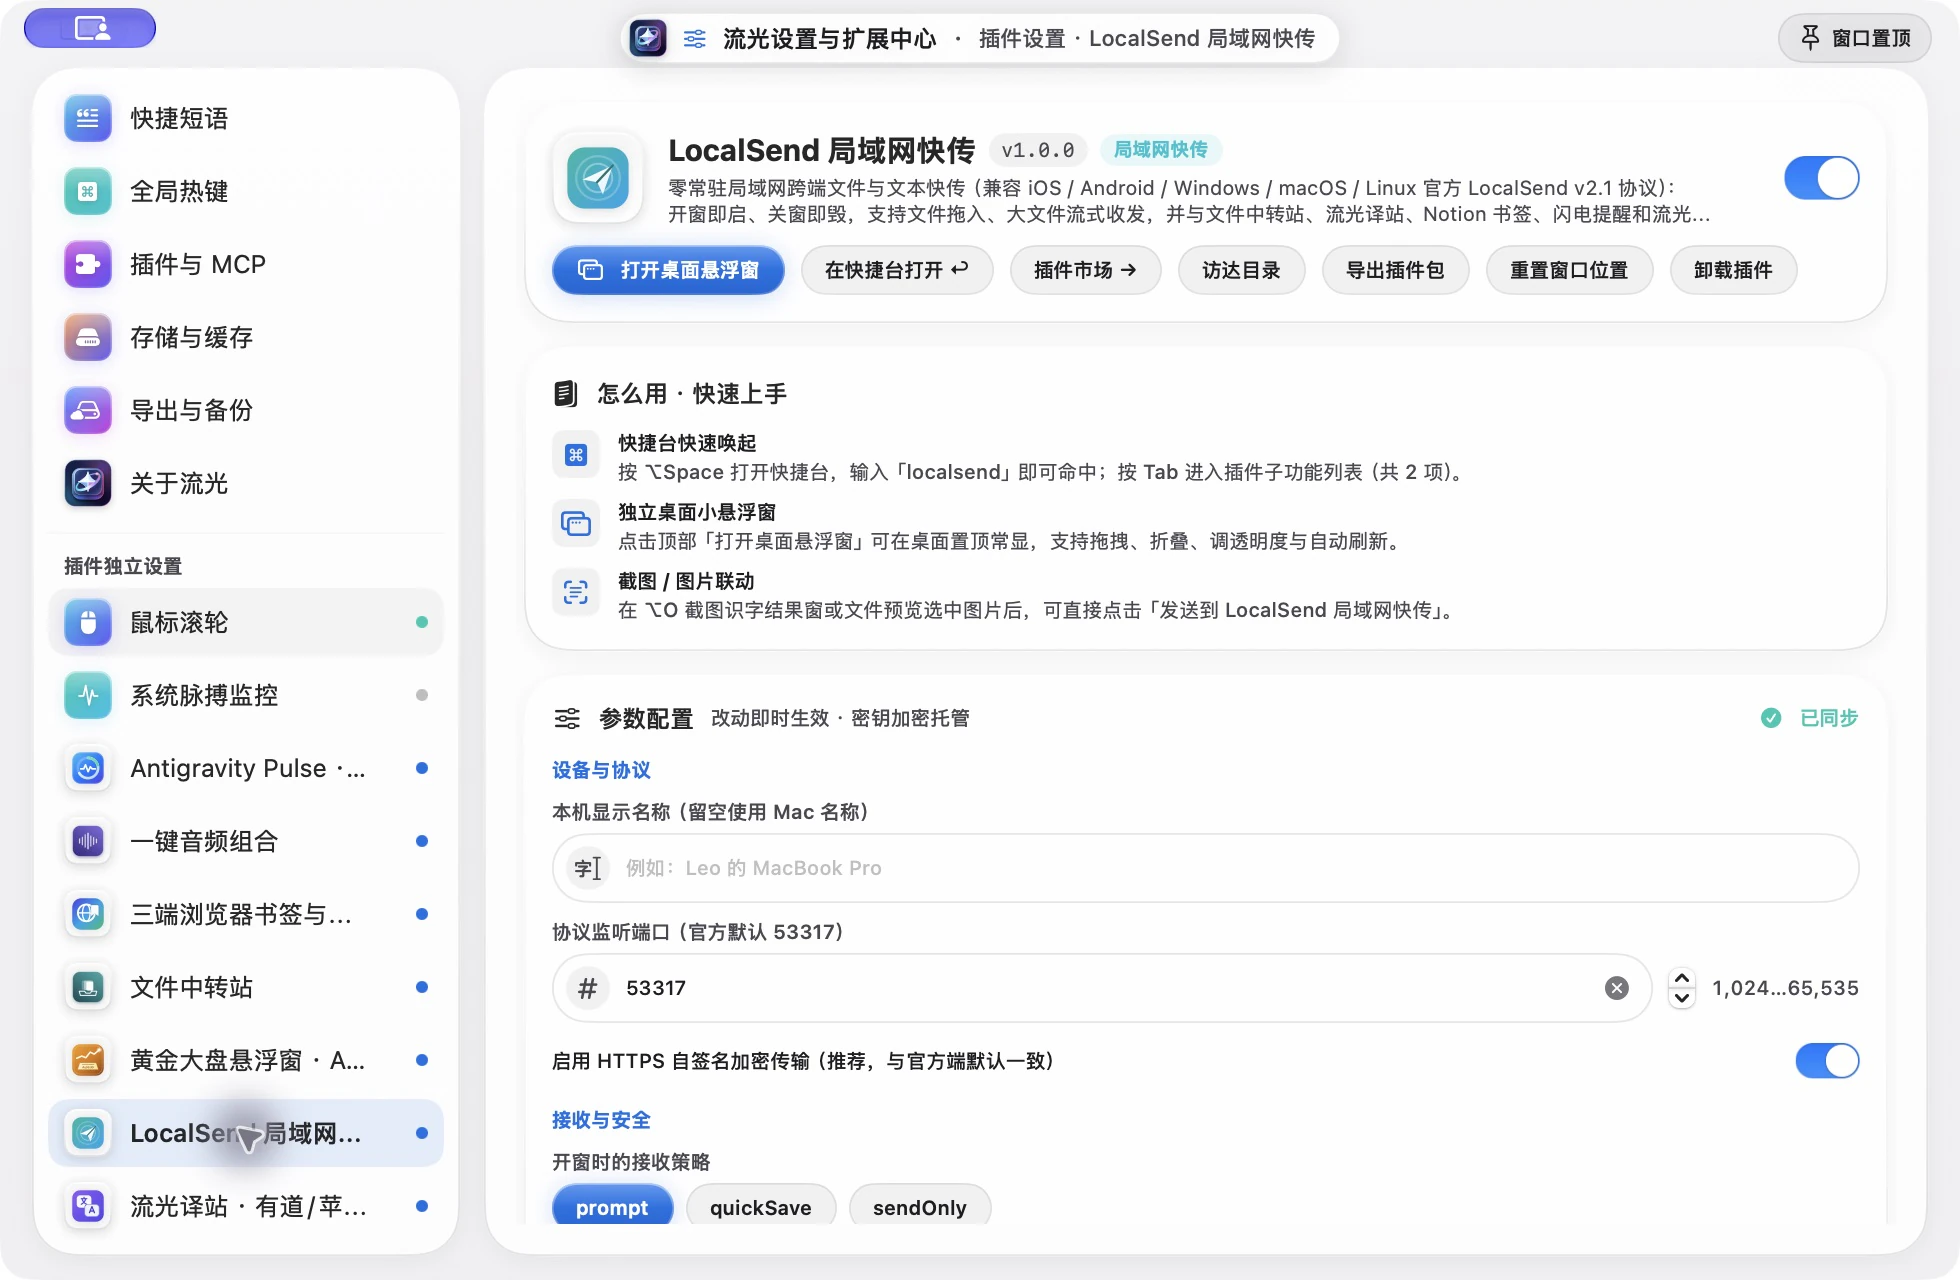 流光设置与扩展中心 · 插件设置 · LocalSend 局域网快传
窗口置顶
快捷短语
全局热键
插件与 MCP
存储与缓存
导出与备份
关于流光
插件独立设置
鼠标滚轮
系统脉搏监控
Antigravity Pulse ·...
一键音频组合
三端浏览器书签与...
文件中转站
黄金大盘悬浮窗 · A...
LocalSend 局域网...
流光译站 · 有道/苹...
LocalSend 局域网快传 v1.0.0 局域网快传
零常驻局域网跨端文件与文本快传（兼容 iOS / Android / Windows / macOS / Linux 官方 LocalSend v2.1 协议）：
开窗即启、关窗即毁，支持文件拖入、大文件流式收发，并与文件中转站、流光译站、Notion 书签、闪电提醒和流光...
打开桌面悬浮窗 在快捷台打开 ↩ 插件市场 → 访达目录 导出插件包 重置窗口位置 卸载插件
怎么用 · 快速上手
快捷台快速唤起
按 ⌥Space 打开快捷台，输入「localsend」即可命中；按 Tab 进入插件子功能列表（共 2 项）。
独立桌面小悬浮窗
点击顶部「打开桌面悬浮窗」可在桌面置顶常显，支持拖拽、折叠、调透明度与自动刷新。
截图 / 图片联动
在 ⌥O 截图识字结果窗或文件预览选中图片后，可直接点击「发送到 LocalSend 局域网快传」。
参数配置 改动即时生效 · 密钥加密托管 已同步
设备与协议
本机显示名称（留空使用 Mac 名称）
字 例如：Leo 的 MacBook Pro
协议监听端口（官方默认 53317）
# 53317 1,024...65,535
启用 HTTPS 自签名加密传输（推荐，与官方端默认一致）
接收与安全
开窗时的接收策略
prompt quickSave sendOnly